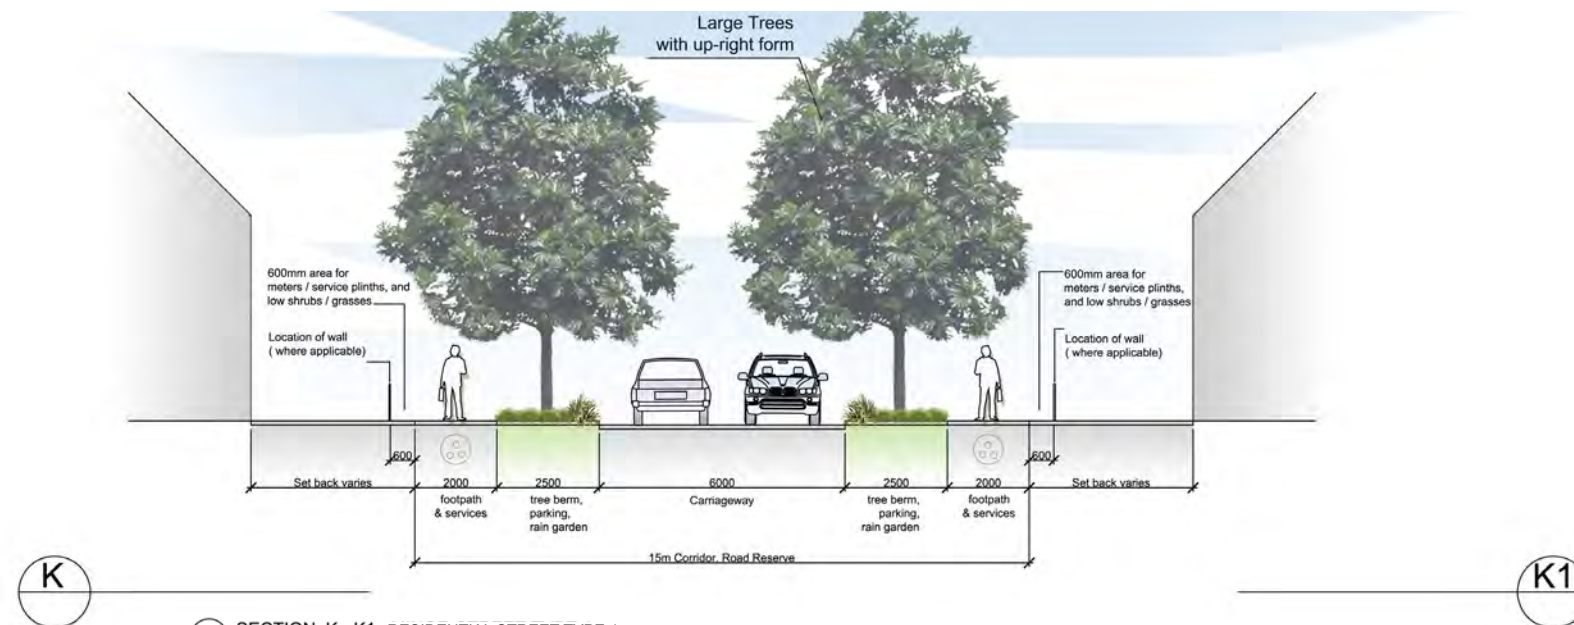 Large Trees
with up-right form
600mm area for
meters / service plinths, and
low shrubs / grasses
Location of wall
( where applicable)
600mm area for
meters / service plinths,
and low shrubs / grasses
Location of wall
( where applicable)
600
600
Set back varies
2000
2500
6000
2500
2000
Set back varies
footpath
& services
tree berm,
parking,
rain garden
Carriageway
tree berm,
parking,
rain garden
footpath
& services
15m Corridor, Road Reserve
K
K1
SECTION K - K1